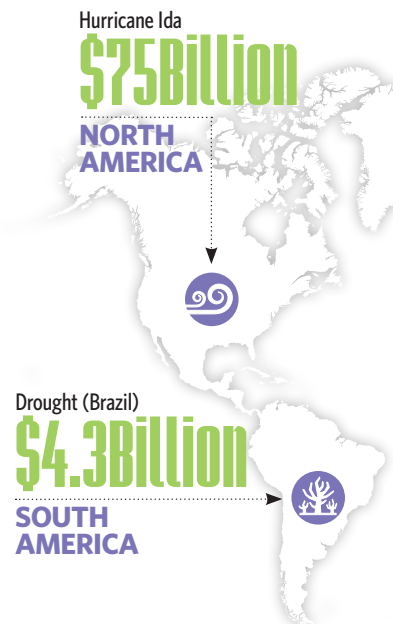 Hurricane Ida
$75Billion
NORTH
AMERICA
Drought (Brazil)
$4.3Billion
SOUTH
AMERICA